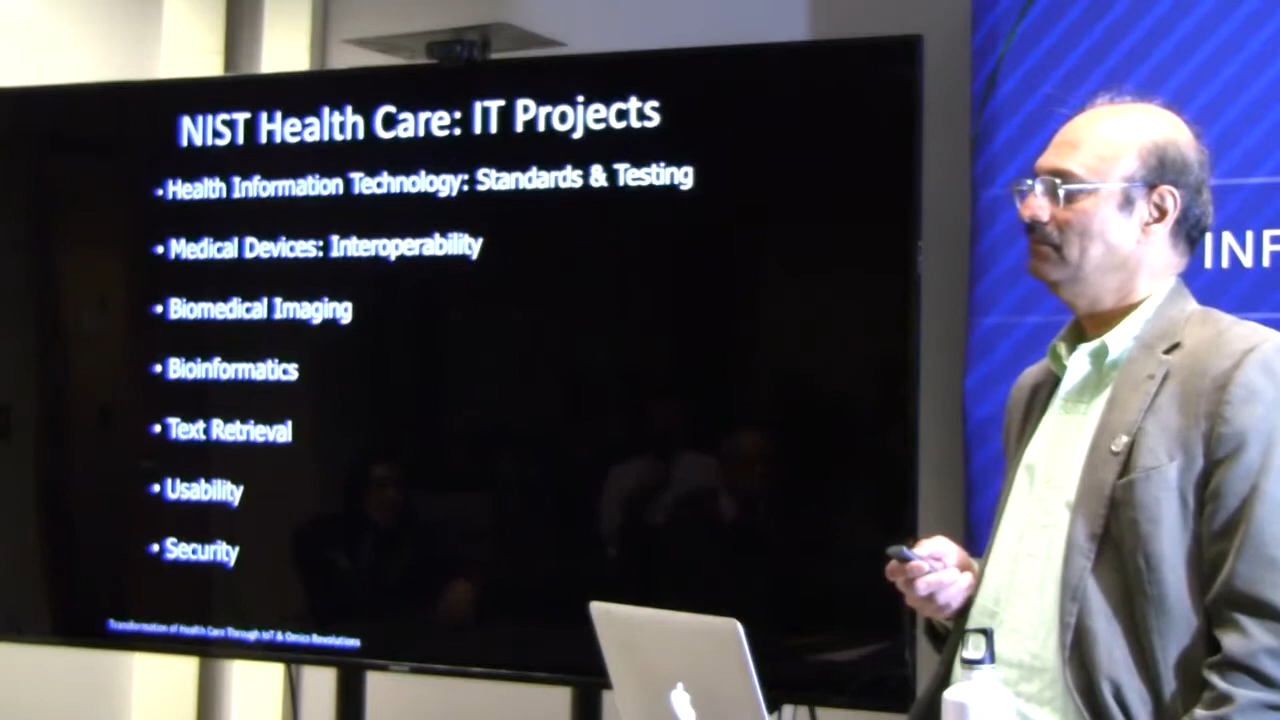 NIST Health Care: IT Projects
• Health Information Technology: Standards & Testing
• Medical Devices: Interoperability
• Biomedical Imaging
• Bioinformatics
• Text Retrieval
• Usability
• Security
Transformation of Health Care Through IoT & Omics Revolutions
INF